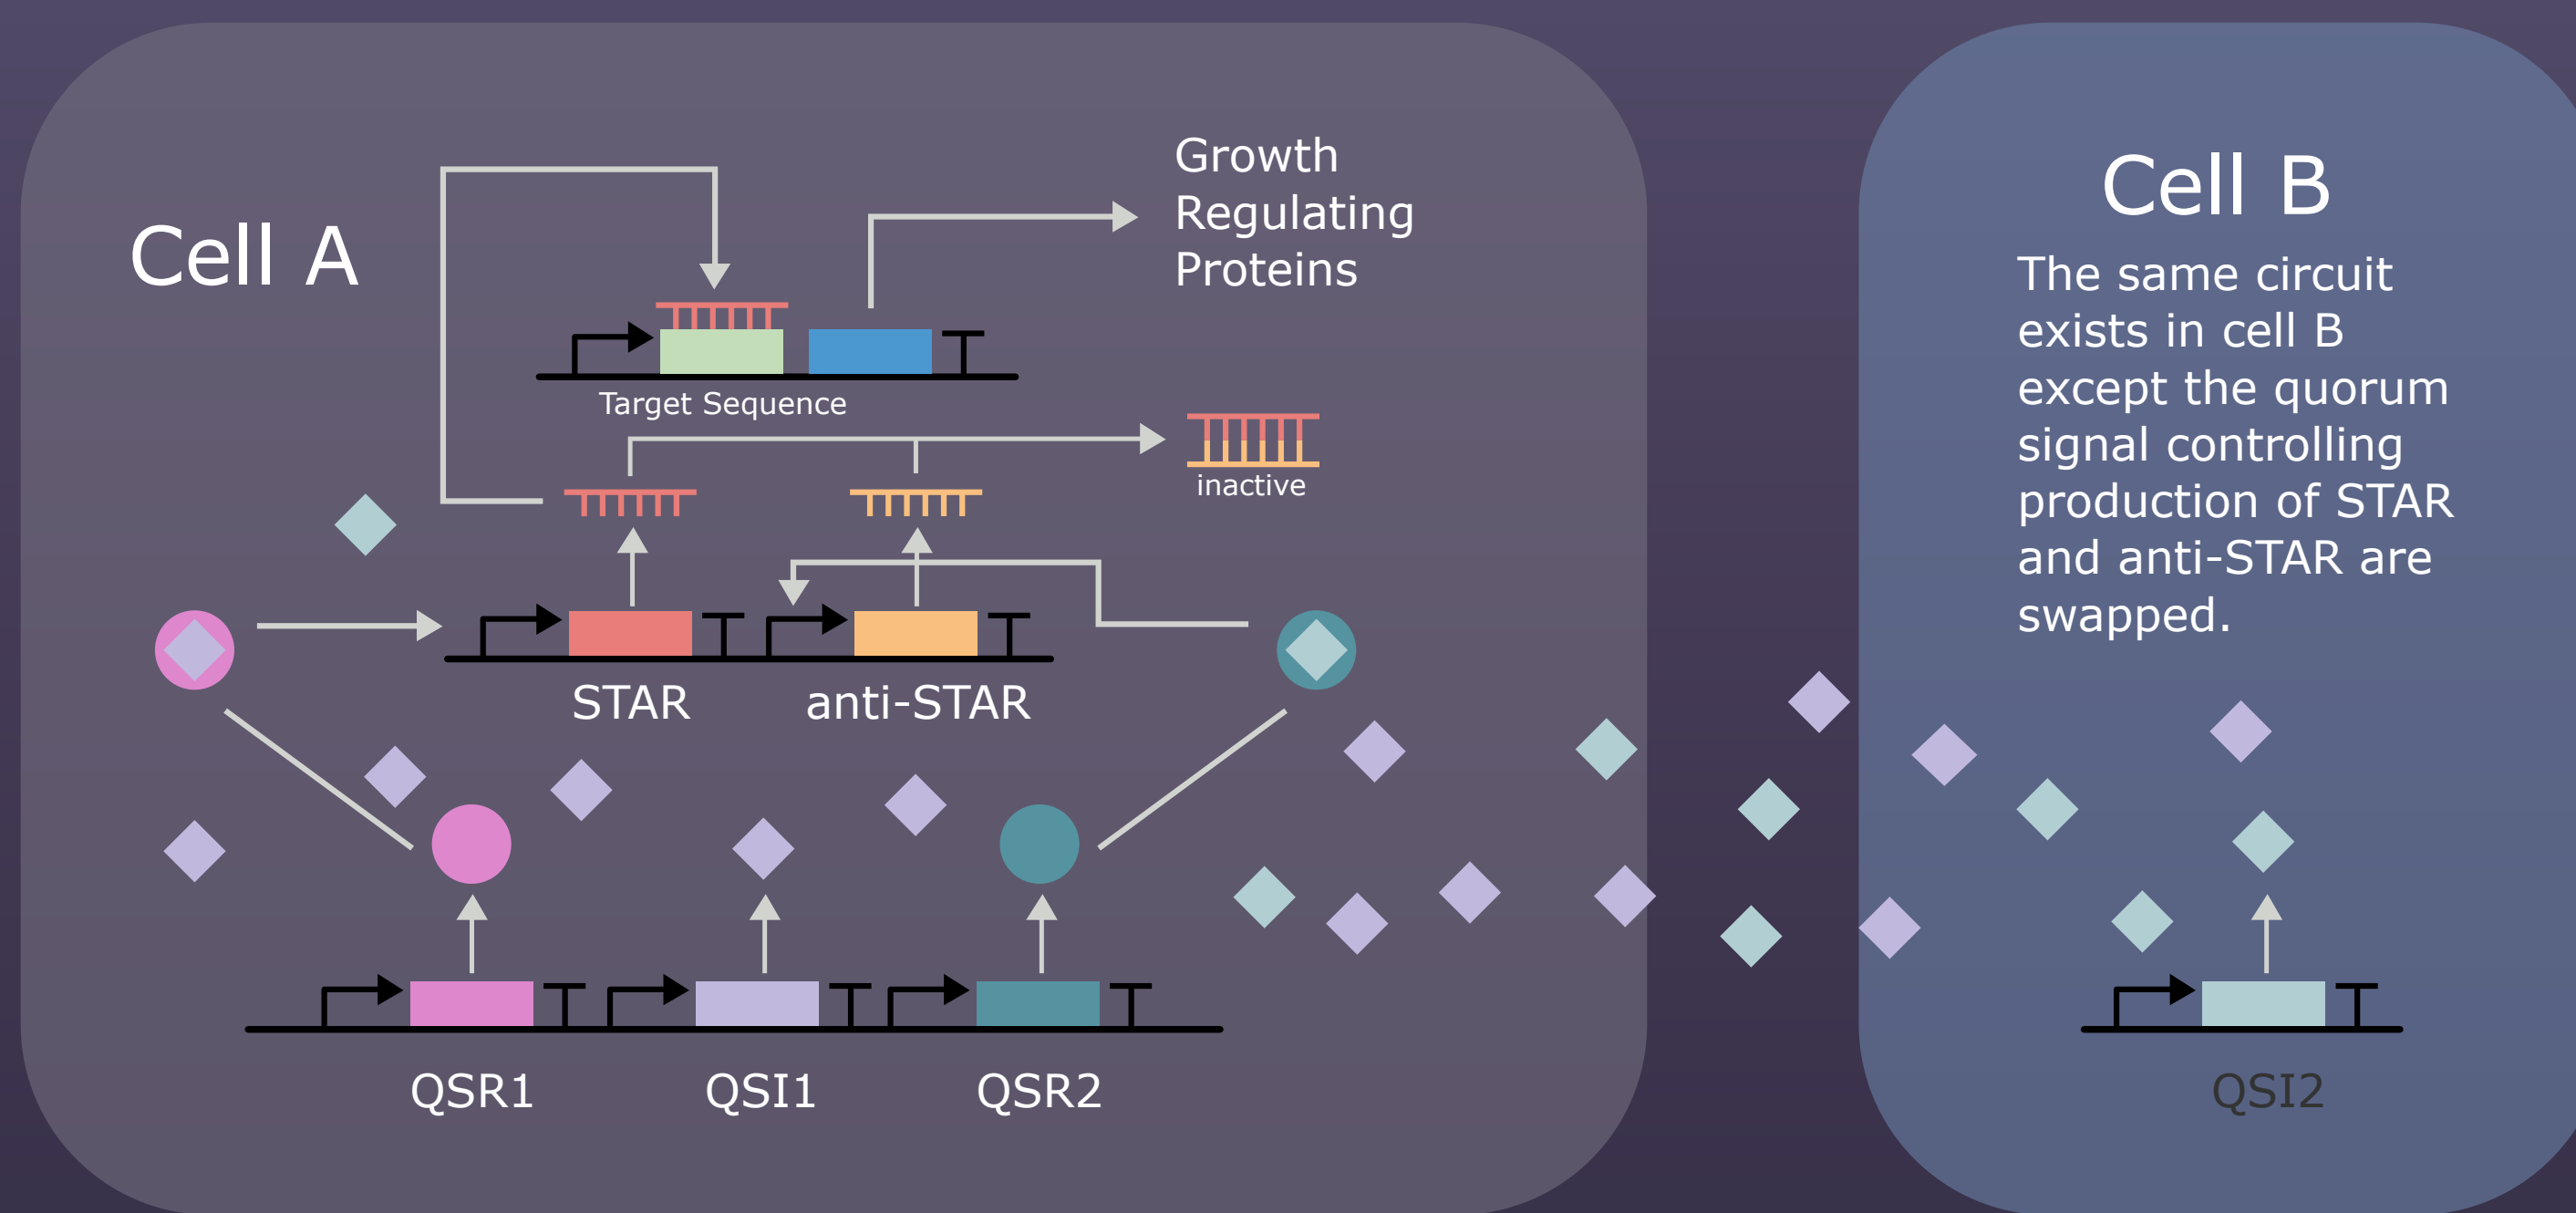 Cell A
Growth
Regulating
Proteins
Target Sequence
inactive
STAR
anti-STAR
QSR1
QSI1
QSR2
Cell B
The same circuit
exists in cell B
except the quorum
signal controlling
production of STAR
and anti-STAR are
swapped.
QSI2